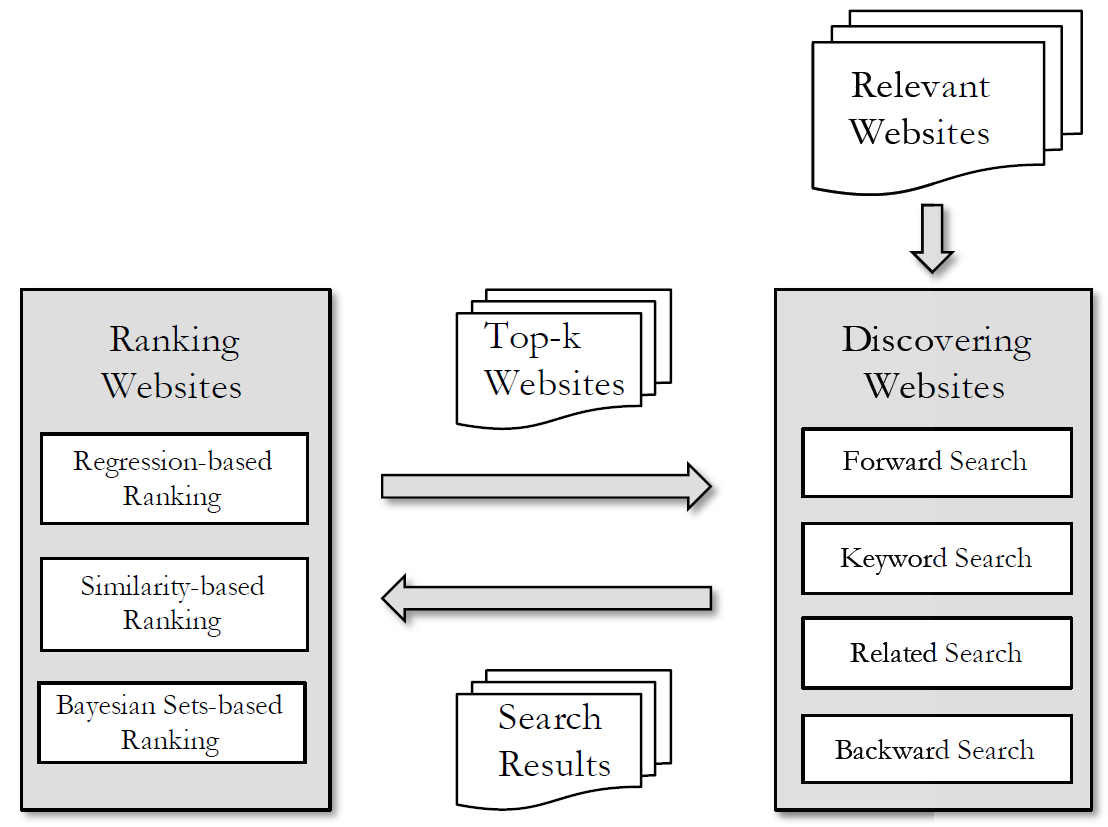 Relevant
Websites
Ranking
Websites
Regression-based
Ranking
Similarity-based
Ranking
Bayesian Sets-based
Ranking
Top-k
Websites
Search
Results
Discovering
Websites
Forward Search
Keyword Search
Related Search
Backward Search